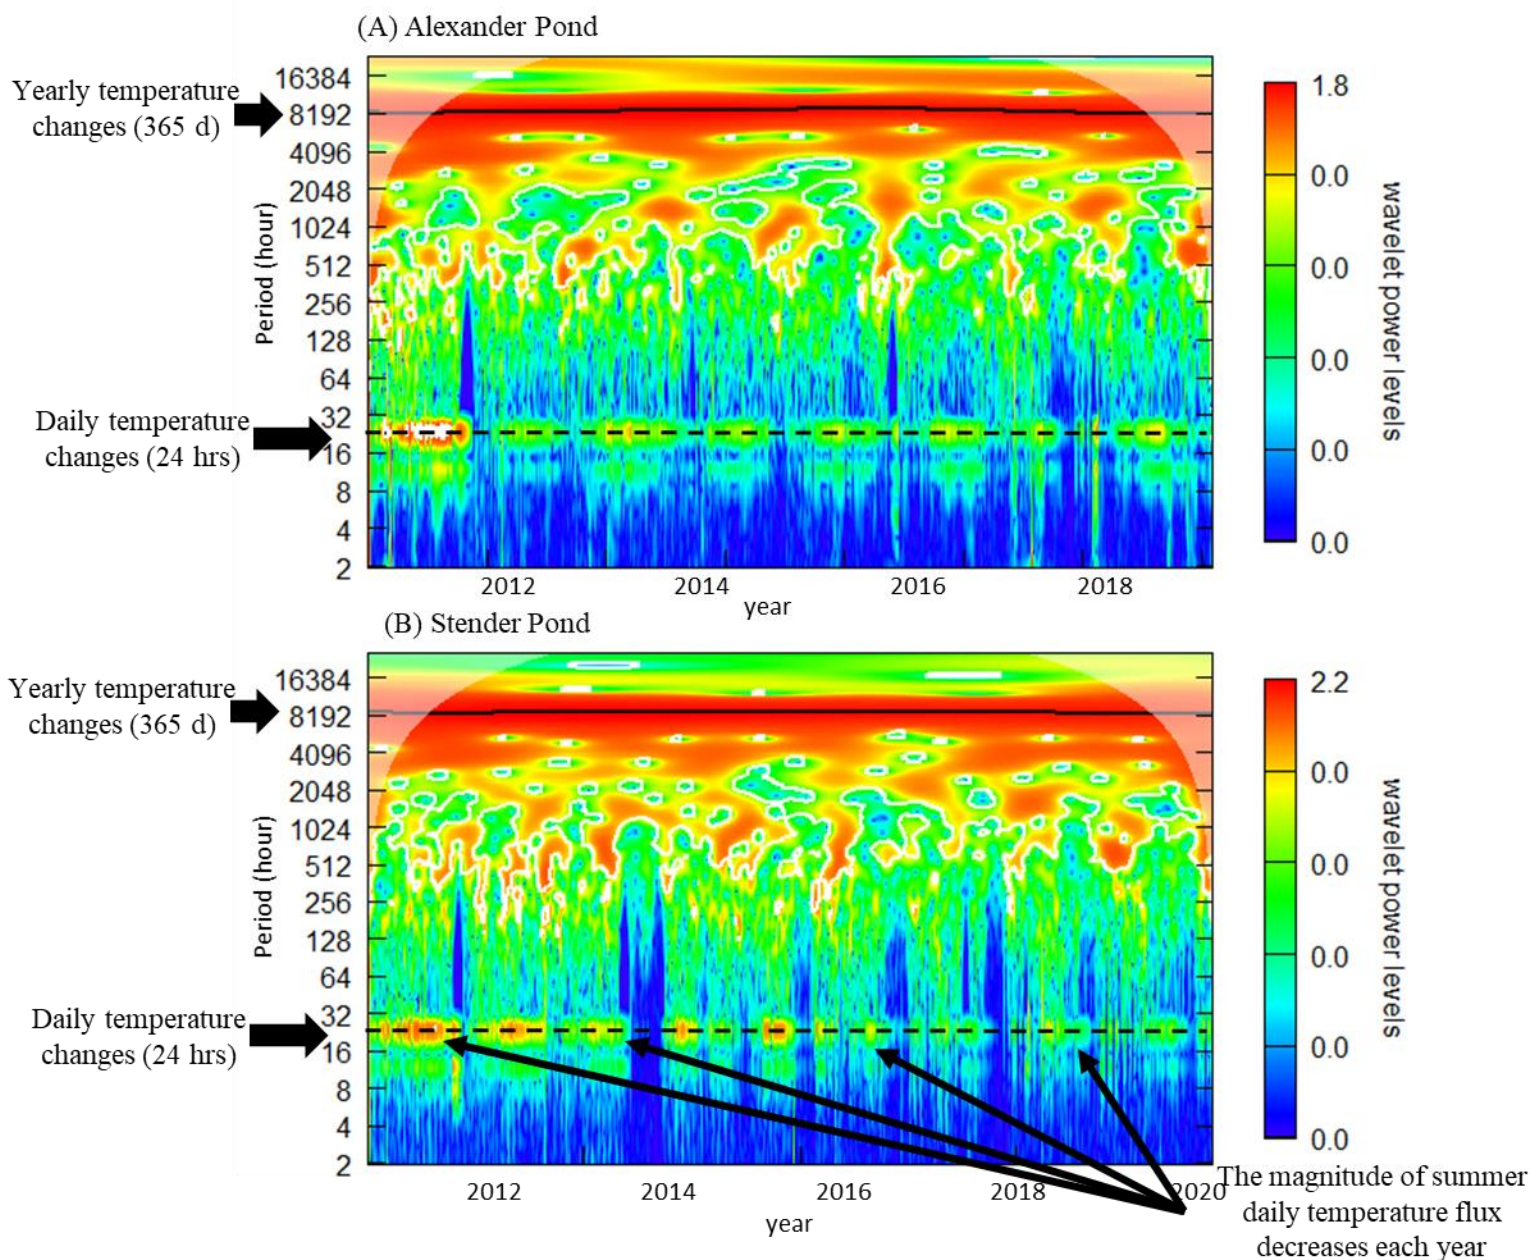 (A) Alexander Pond
Yearly temperature
changes (365 d)
Daily temperature
changes (24 hrs)
Period (hour)
16384
8192
4096
2048
1024
512
256
128
64
32
16
8
4
2
2012
2014
2016
2018
year
1.8
0.0
0.0
0.0
0.0
0.0
wavelet power levels
(B) Stender Pond
Yearly temperature
changes (365 d)
Daily temperature
changes (24 hrs)
Period (hour)
16384
8192
4096
2048
1024
512
256
128
64
32
16
8
4
2
2012
2014
2016
2018
2020
year
2.2
0.0
0.0
0.0
0.0
0.0
wavelet power levels
The magnitude of summer
daily temperature flux
decreases each year